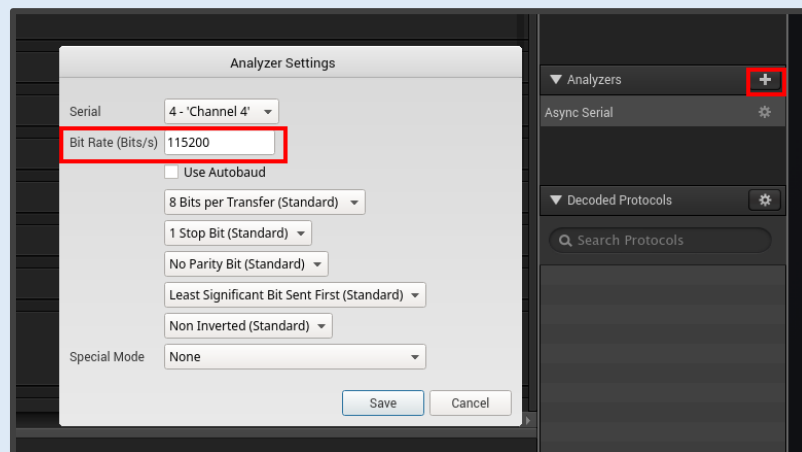 Analyzer Settings
Serial 4 - 'Channel 4'
Bit Rate (Bits/s) 115200
Use Autobaud
8 Bits per Transfer (Standard)
1 Stop Bit (Standard)
No Parity Bit (Standard)
Least Significant Bit Sent First (Standard)
Non Inverted (Standard)
Special Mode None
Save Cancel
Analyzers +
Async Serial
Decoded Protocols
Search Protocols